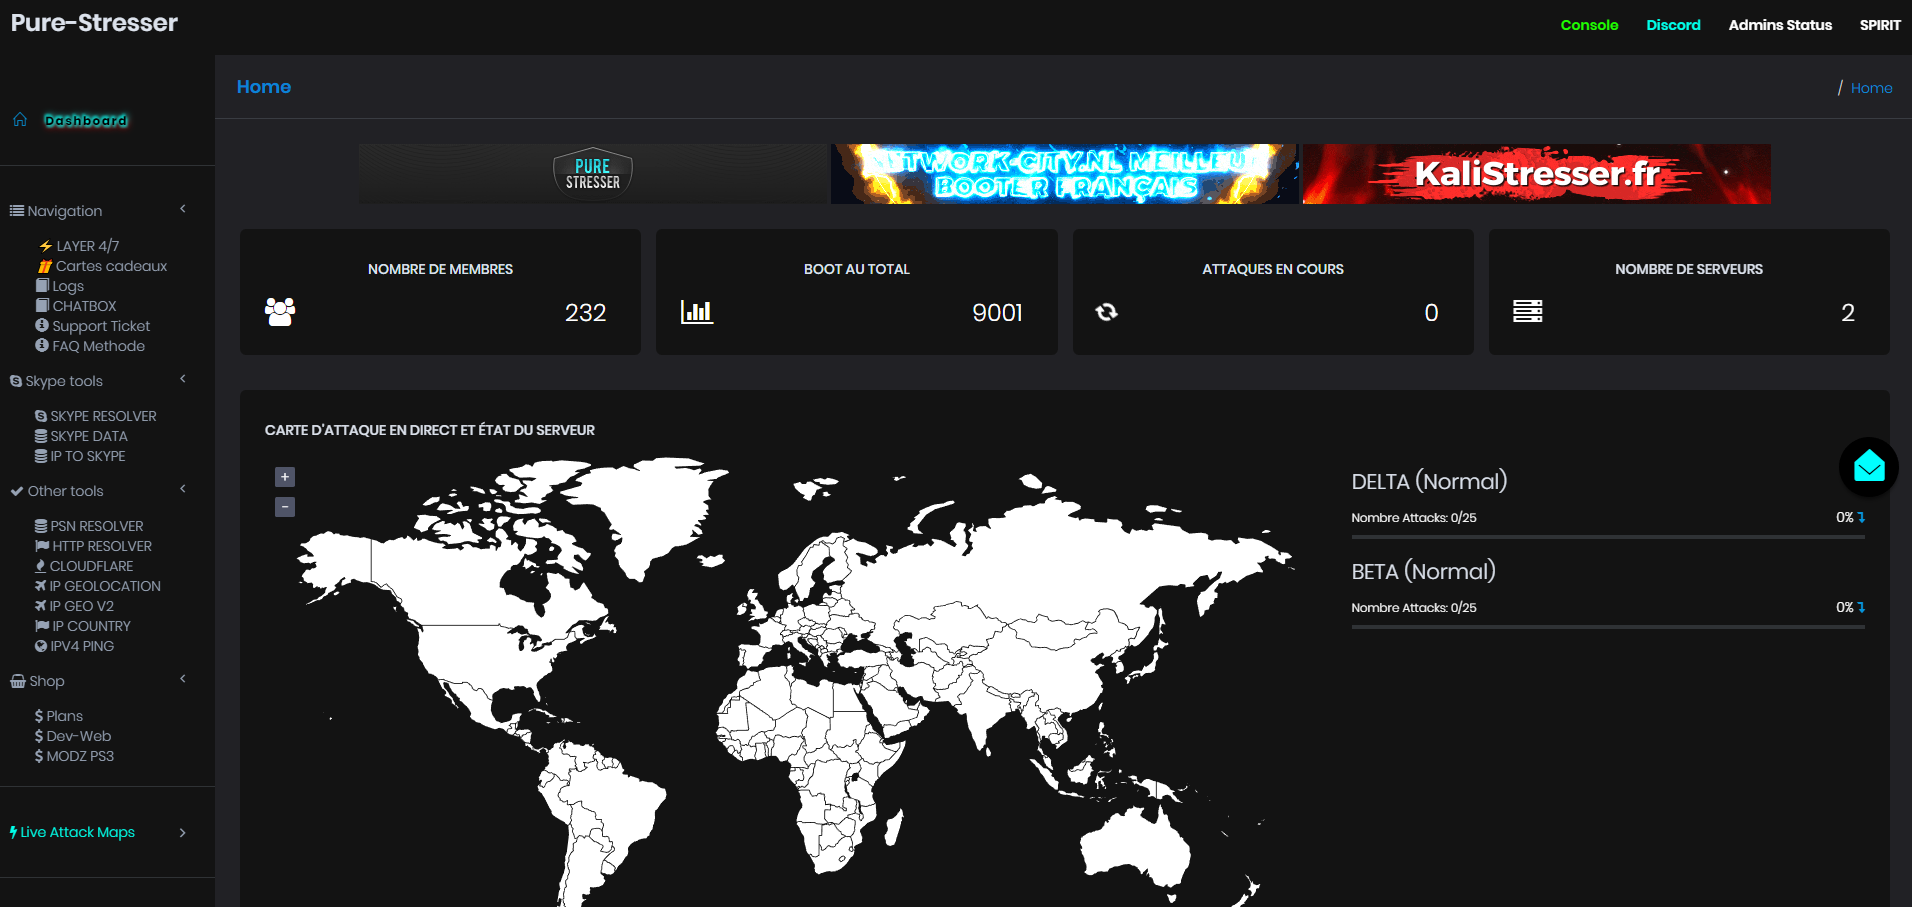 Pure-Stresser
Console Discord Admins Status SPIRIT
Dashboard
Home
/ Home
PURE
STRESSER
NETWORK-CITY.NL MEILLEU
BOOTER FRANÇAIS
KaliStresser.fr
Navigation
LAYER 4/7
Cartes cadeaux
Logs
CHATBOX
Support Ticket
FAQ Methode
Skype tools
SKYPE RESOLVER
SKYPE DATA
IP TO SKYPE
Other tools
PSN RESOLVER
HTTP RESOLVER
CLOUDFLARE
IP GEOLOCATION
IP GEO V2
IP COUNTRY
IPV4 PING
Shop
$ Plans
$ Dev-Web
$ MODZ PS3
Live Attack Maps
NOMBRE DE MEMBRES
232
BOOT AU TOTAL
9001
ATTAQUES EN COURS
0
NOMBRE DE SERVEURS
2
CARTE D'ATTAQUE EN DIRECT ET ÉTAT DU SERVEUR
+
-
DELTA (Normal)
Nombre Attacks: 0/25 0%
BETA (Normal)
Nombre Attacks: 0/25 0%